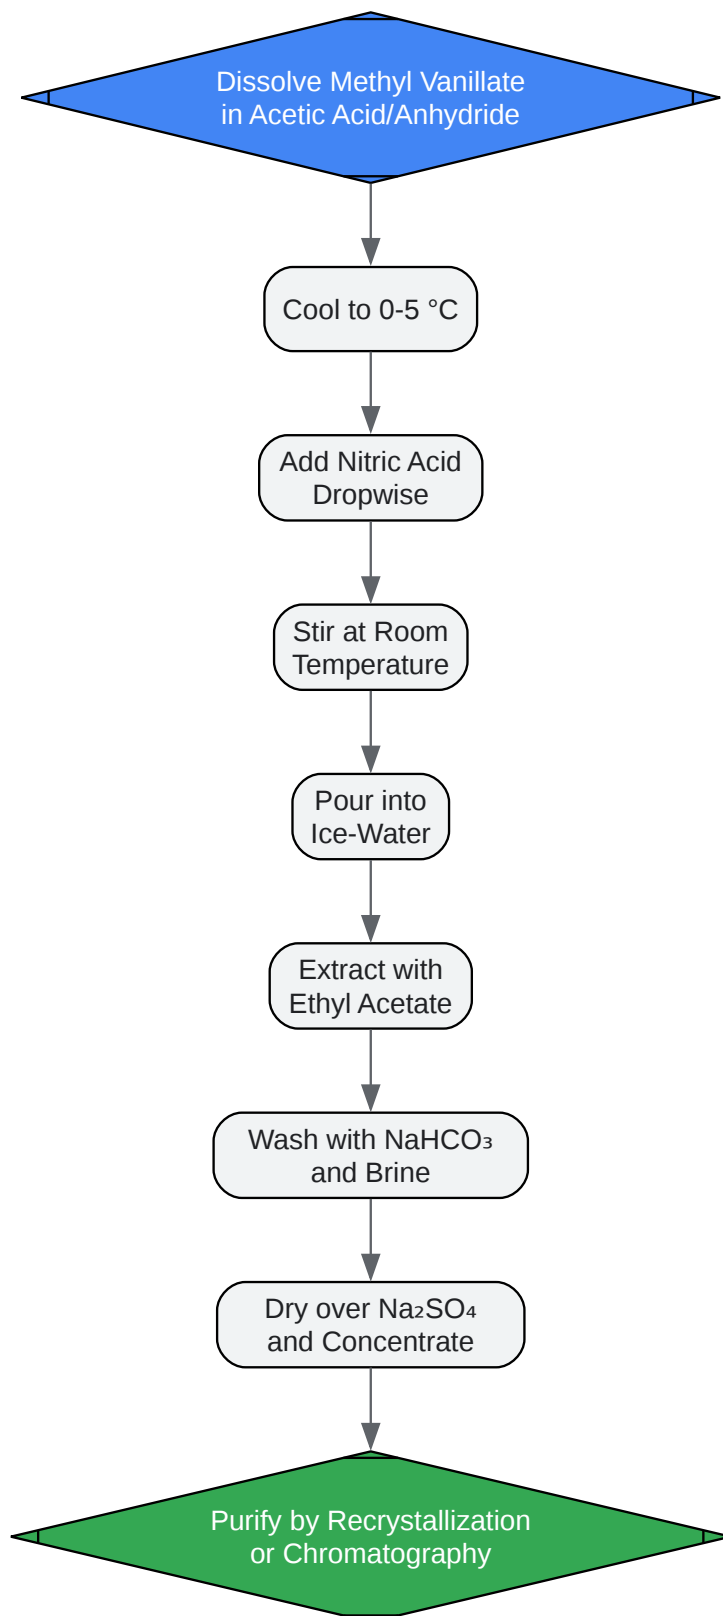 Dissolve Methyl Vanillate
in Acetic Acid/Anhydride
Cool to 0-5 °C
Add Nitric Acid
Dropwise
Stir at Room
Temperature
Pour into
Ice-Water
Extract with
Ethyl Acetate
Wash with NaHCO₃
and Brine
Dry over Na₂SO₄
and Concentrate
Purify by Recrystallization
or Chromatography